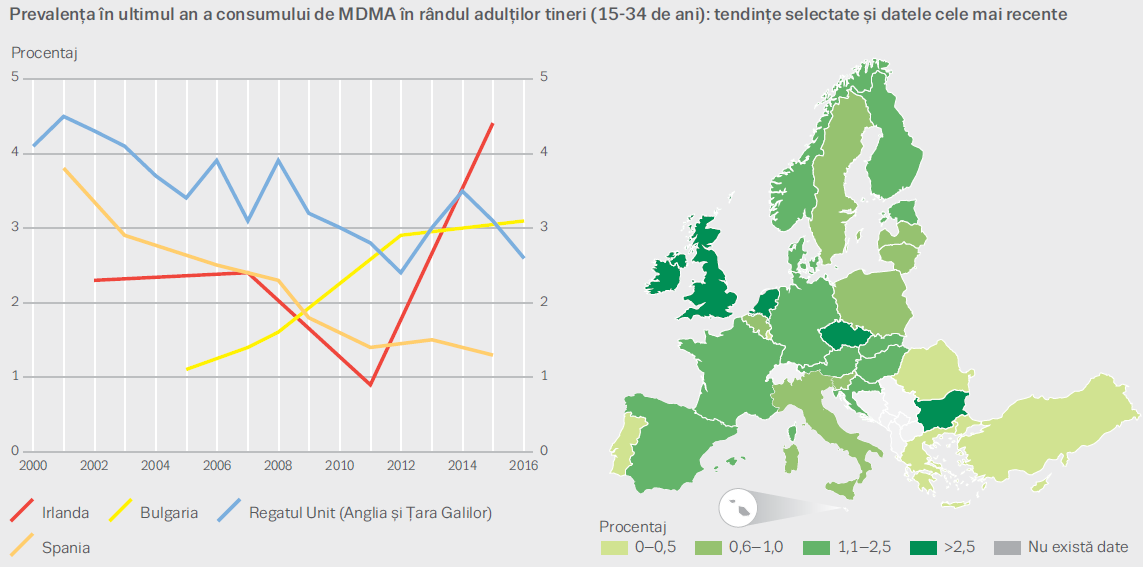 Prevalența în ultimul an a consumului de MDMA în rândul adulților tineri (15-34 de ani): tendințe selectate și datele cele mai recente
Procentaj
5 5
4 4
3 3
2 2
1 1
0 0
2000 2002 2004 2006 2008 2010 2012 2014 2016
Irlanda Bulgaria Regatul Unit (Anglia și Țara Galilor)
Spania
Procentaj
0–0,5 0,6–1,0 1,1–2,5 >2,5 Nu există date